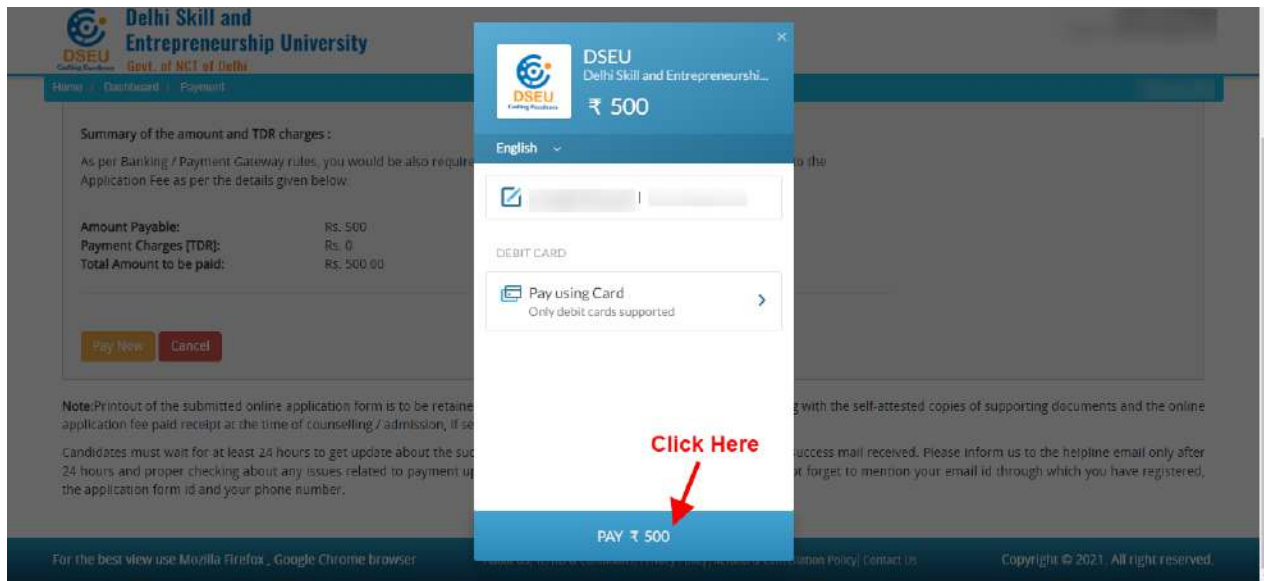 Delhi Skill and
Entrepreneurship University
Govt. of NCT of Delhi
DSEU
Home / Dashboard / Payment
Summary of the amount and TDR charges :
As per Banking / Payment Gateway rules, you would be also require
to the
Application Fee as per the details given below:
Amount Payable: Rs. 500
Payment Charges [TDR]: Rs. 0
Total Amount to be paid: Rs. 500.00
Pay Now Cancel
Note:Printout of the submitted online application form is to be retaine
g with the self-attested copies of supporting documents and the online
application fee paid receipt at the time of counselling / admission, if se
Candidates must wait for at least 24 hours to get update about the suc
uccess mail received. Please inform us to the helpline email only after
24 hours and proper checking about any issues related to payment up
ot forget to mention your email id through which you have registered,
the application form id and your phone number.
DSEU
DSEU
Delhi Skill and Entrepreneurshi...
₹ 500
English
DEBIT CARD
Pay using Card
Only debit cards supported
Click Here
PAY ₹ 500
For the best view use Mozilla Firefox , Google Chrome browser
Policy| Contact Us
Copyright © 2021. All right reserved.